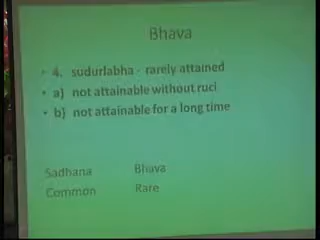 Bhava
4. sudurlabha - rarely attained
a) not attainable without ruci
b) not attainable for a long time
Sadhana Bhava
Common Rare